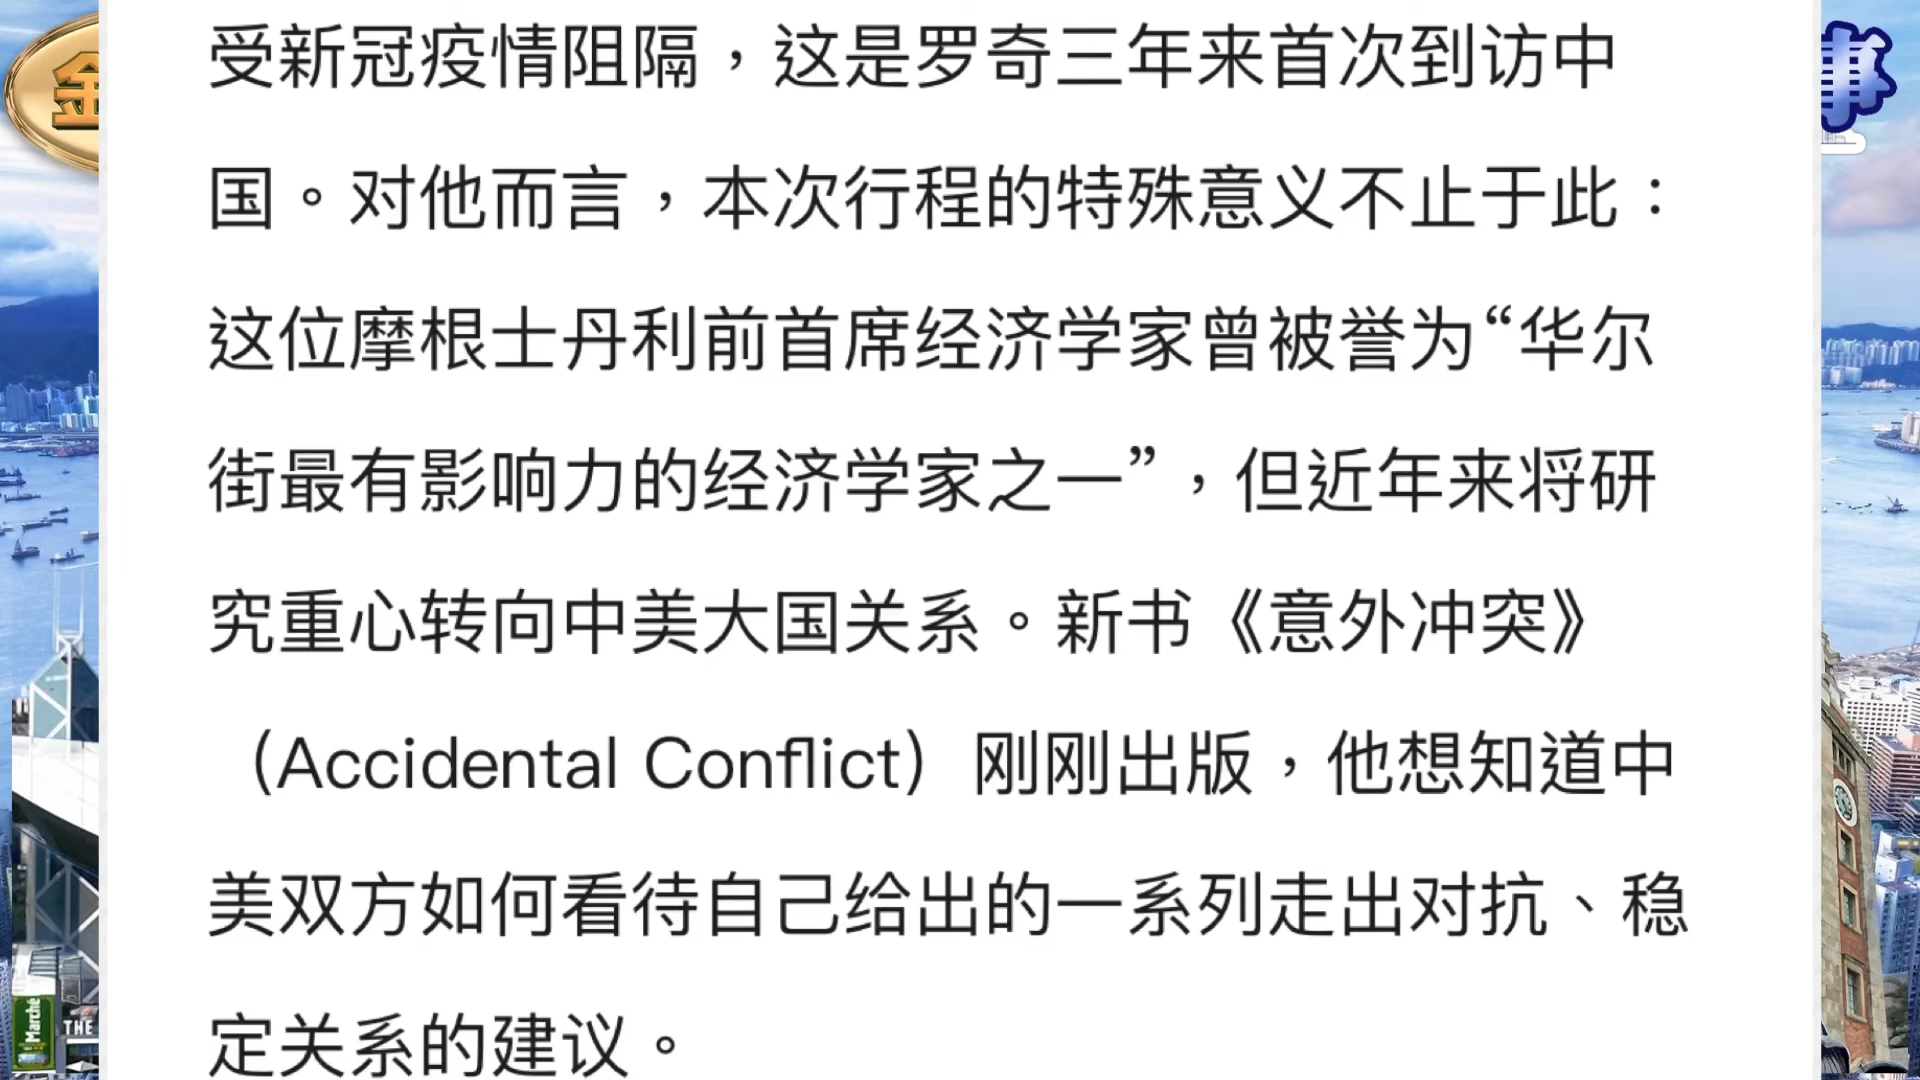 受新冠疫情阻隔，这是罗奇三年来首次到访中
国。对他而言，本次行程的特殊意义不止于此：
这位摩根士丹利前首席经济学家曾被誉为“华尔
街最有影响力的经济学家之一”，但近年来将研
究重心转向中美大国关系。新书《意外冲突》
（Accidental Conflict）刚刚出版，他想知道中
美双方如何看待自己给出的一系列走出对抗、稳
定关系的建议。
金
事
Marché
THE